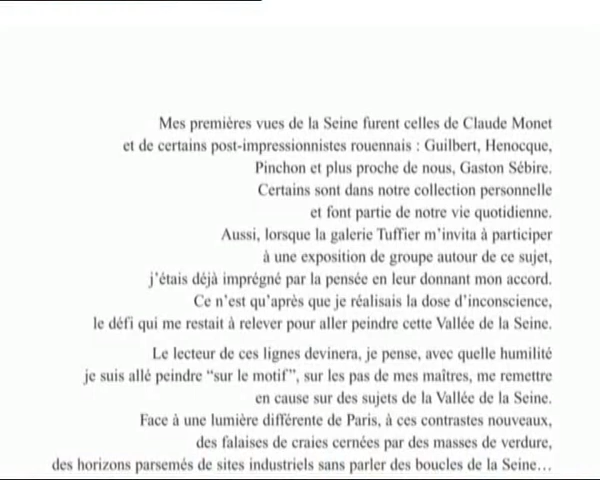 Mes premières vues de la Seine furent celles de Claude Monet
et de certains post-impressionnistes rouennais : Guilbert, Henocque,
Pinchon et plus proche de nous, Gaston Sébire.
Certains sont dans notre collection personnelle
et font partie de notre vie quotidienne.
Aussi, lorsque la galerie Tuffier m’invita à participer
à une exposition de groupe autour de ce sujet,
j’étais déjà imprégné par la pensée en leur donnant mon accord.
Ce n’est qu’après que je réalisais la dose d’inconscience,
le défi qui me restait à relever pour aller peindre cette Vallée de la Seine.
Le lecteur de ces lignes devinera, je pense, avec quelle humilité
je suis allé peindre “sur le motif”, sur les pas de mes maîtres, me remettre
en cause sur des sujets de la Vallée de la Seine.
Face à une lumière différente de Paris, à ces contrastes nouveaux,
des falaises de craies cernées par des masses de verdure,
des horizons parsemés de sites industriels sans parler des boucles de la Seine…